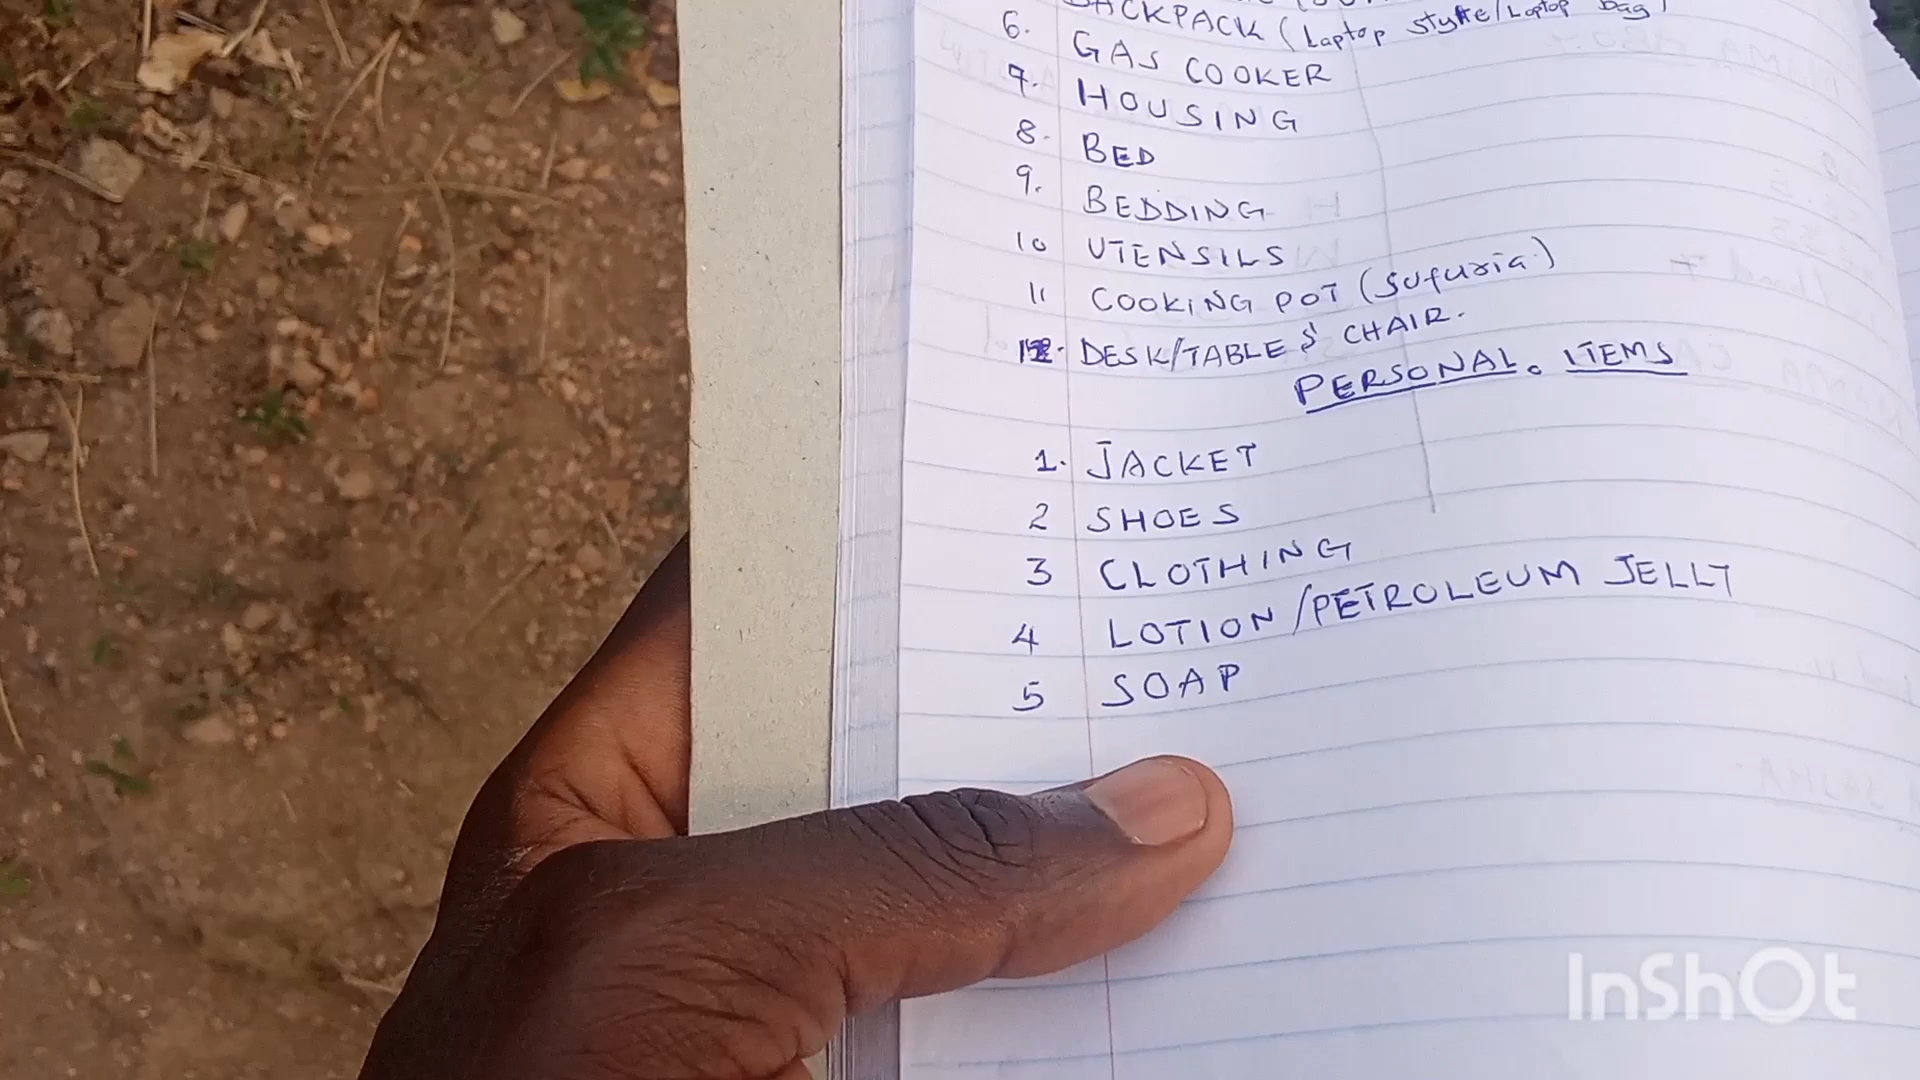 6. BACKPACK (Laptop style/Laptop bag)
7. GAS COOKER
8. HOUSING
9. BED
BEDDING
10 UTENSILS
11 COOKING POT (Sufuria.)
12. DESK/TABLE & CHAIR.
PERSONAL. ITEMS
1. JACKET
2 SHOES
3 CLOTHING
4 LOTION/PETROLEUM JELLY
5 SOAP
InShOt